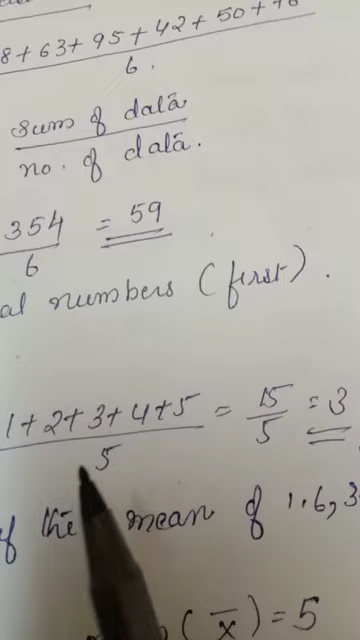 8 + 63 + 95 + 42 + 50 +
6.
Sum of data
no. of data.
354/6 = 59
al numbers (first).
1+2+3+4+5/5 = 15/5 = 3
the mean of 1, 6, 3
(x̄) = 5